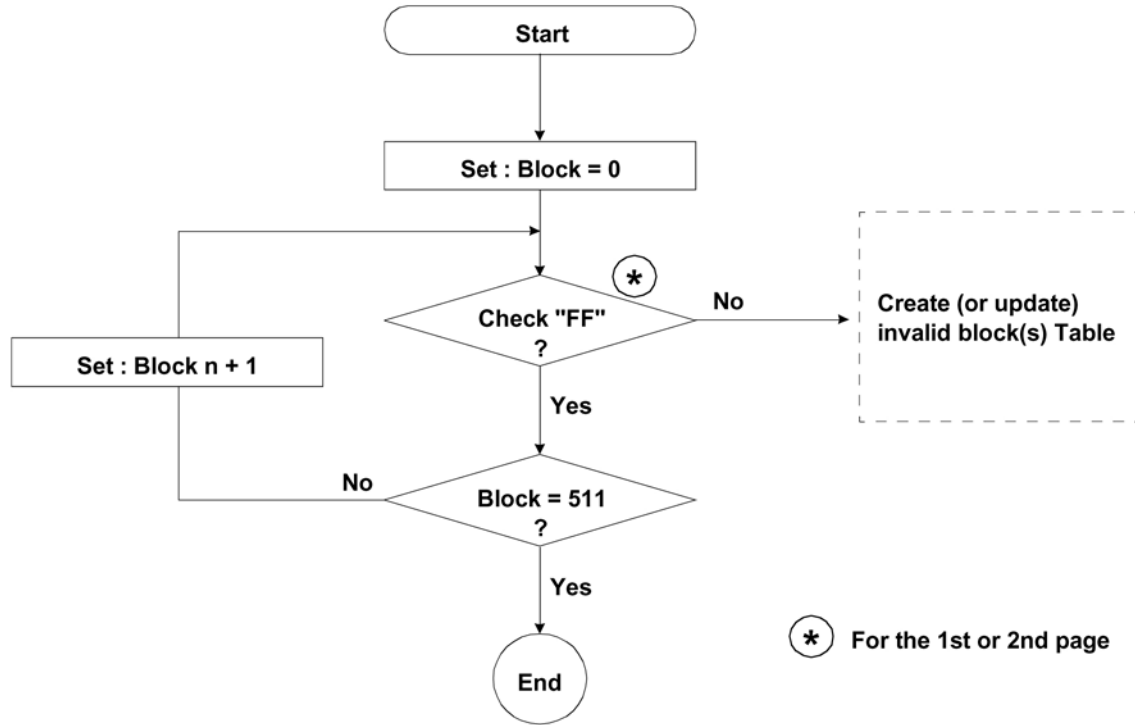 Start
Set : Block = 0
*
Check "FF"
?
No
Create (or update)
invalid block(s) Table
Set : Block n + 1
Yes
No
Block = 511
?
Yes
* For the 1st or 2nd page
End